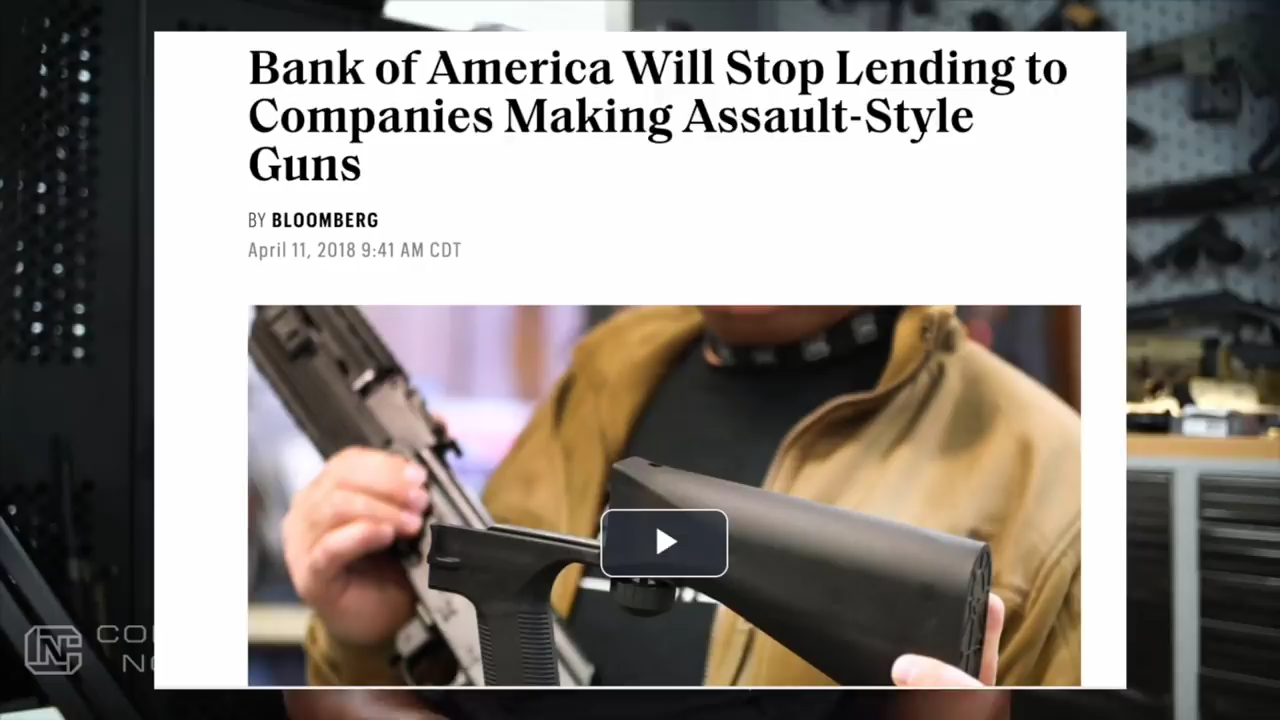 Bank of America Will Stop Lending to
Companies Making Assault-Style
Guns
BY BLOOMBERG
April 11, 2018 9:41 AM CDT